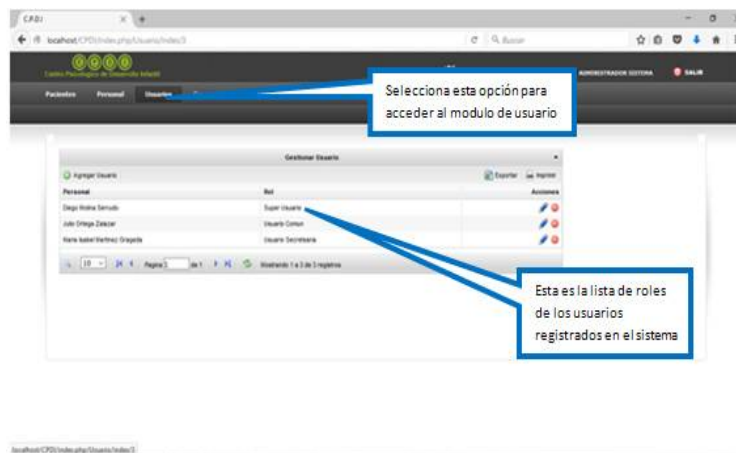 CPDI
localhost/CPDI/index.php/Usuario/index/3
Buscar
Centro Psicologico de Desarrollo Infantil
ADMINISTRADOR SISTEMA
SALIR
Pacientes Personal Usuarios
Selecciona esta opción para
acceder al modulo de usuario
Gestionar Usuario
Agregar Usuario Exportar Imprimir
Personal Rol Acciones
Diego Molina Serrudo Super Usuario
Julio Ortega Zalazar Usuario Comun
Maria Isabel Martinez Grageda Usuario Secretaria
10 Pagina 1 de 1 Mostrando 1 a 3 de 3 registros
Esta es la lista de roles
de los usuarios
registrados en el sistema
localhost/CPDI/index.php/Usuario/index/3